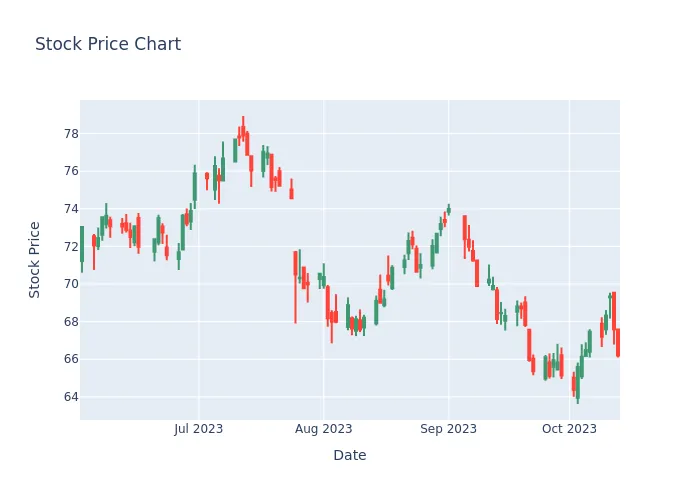 Stock Price Chart
Stock Price
78
76
74
72
70
68
66
64
Jul 2023
Aug 2023
Sep 2023
Oct 2023
Date